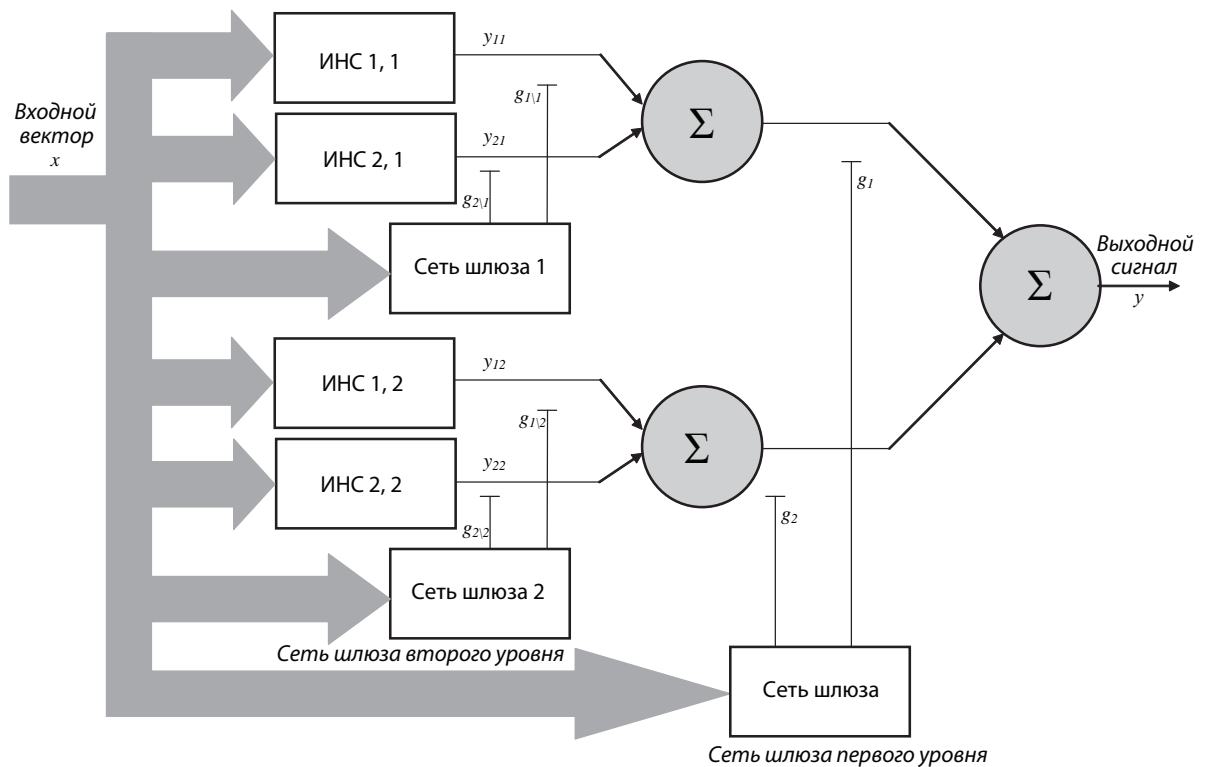 Входной
вектор
x
ИНС 1, 1
y11
g1\1
ИНС 2, 1
y21
g2\1
Сеть шлюза 1
Σ
g1
Σ
Выходной
сигнал
y
ИНС 1, 2
y12
g1\2
ИНС 2, 2
y22
g2\2
Сеть шлюза 2
Σ
g2
Сеть шлюза второго уровня
Сеть шлюза
Сеть шлюза первого уровня